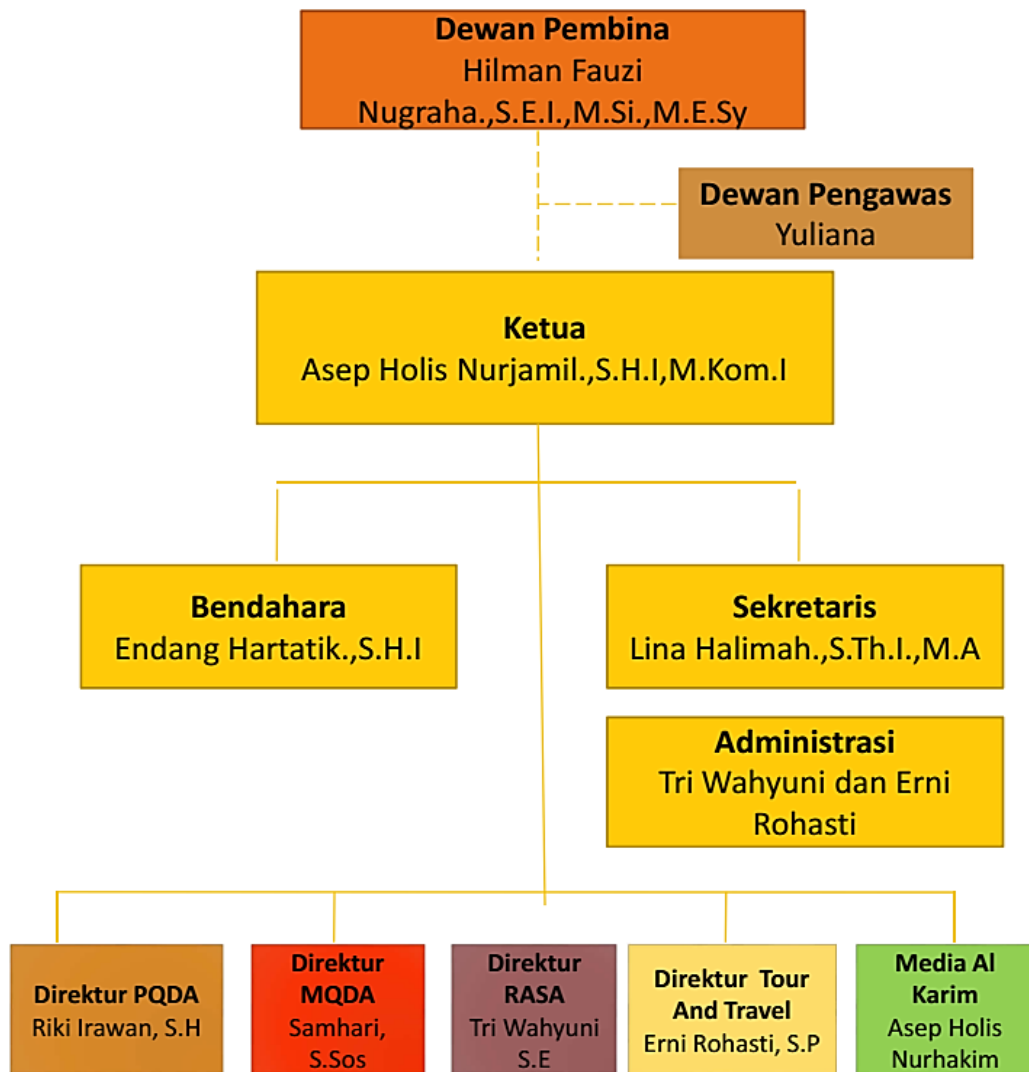 Dewan Pembina
Hilman Fauzi
Nugraha.,S.E.I.,M.Si.,M.E.Sy
Dewan Pengawas
Yuliana
Ketua
Asep Holis Nurjamil.,S.H.I,M.Kom.I
Bendahara
Endang Hartatik.,S.H.I
Sekretaris
Lina Halimah.,S.Th.I.,M.A
Administrasi
Tri Wahyuni dan Erni
Rohasti
Direktur PQDA
Riki Irawan, S.H
Direktur
MQDA
Samhari,
S.Sos
Direktur
RASA
Tri Wahyuni
S.E
Direktur Tour
And Travel
Erni Rohasti, S.P
Media Al
Karim
Asep Holis
Nurhakim